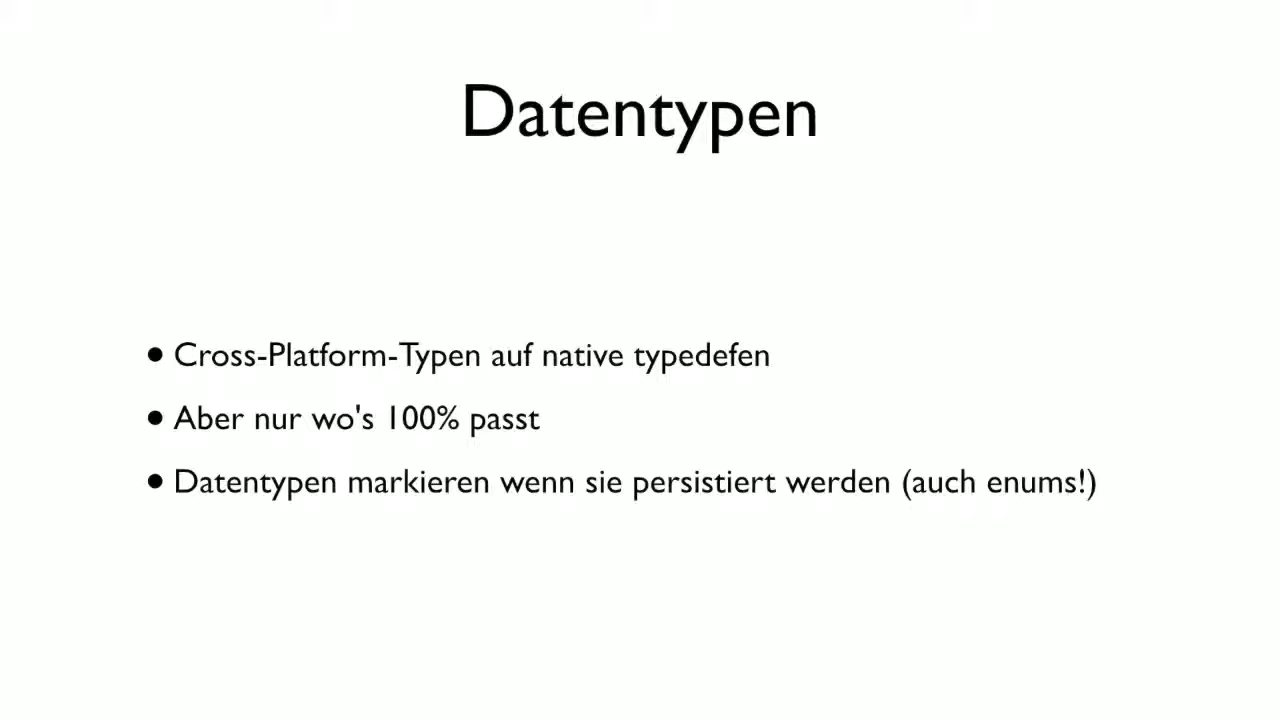 Datentypen
• Cross-Platform-Typen auf native typedefen
• Aber nur wo's 100% passt
• Datentypen markieren wenn sie persistiert werden (auch enums!)